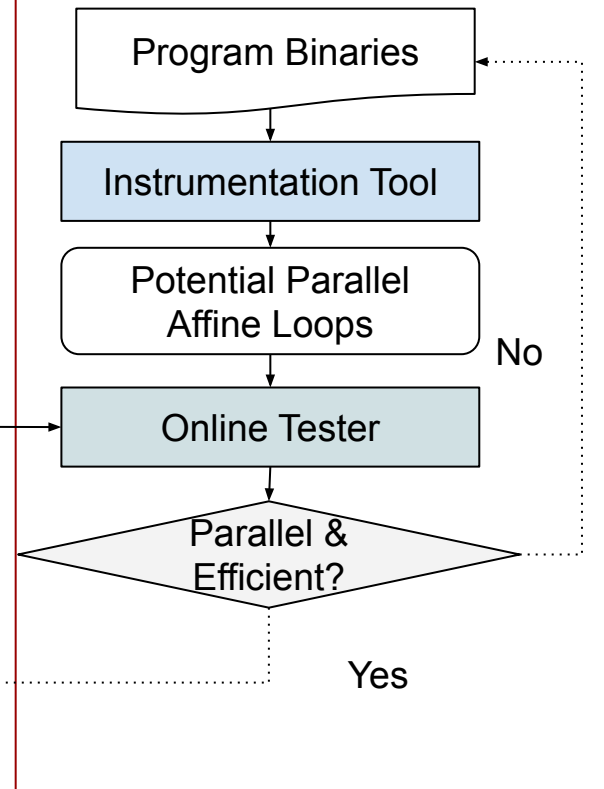 Program Binaries
Instrumentation Tool
Potential Parallel
Affine Loops
No
Online Tester
Parallel &
Efficient?
Yes